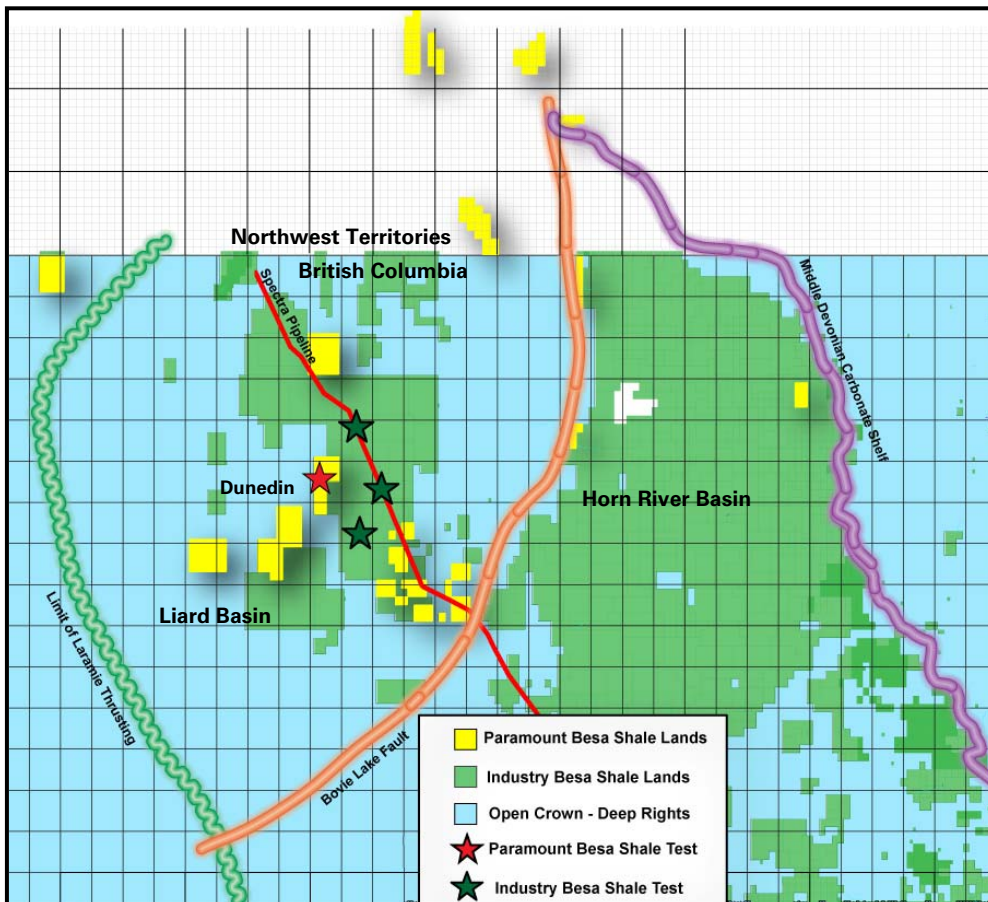 Northwest Territories
British Columbia
Spectra Pipeline
Middle Devonian Carbonate Shelf
Dunedin
Horn River Basin
Liard Basin
Limit of Laramie Thrusting
Bovie Lake Fault
Paramount Besa Shale Lands
Industry Besa Shale Lands
Open Crown - Deep Rights
Paramount Besa Shale Test
Industry Besa Shale Test